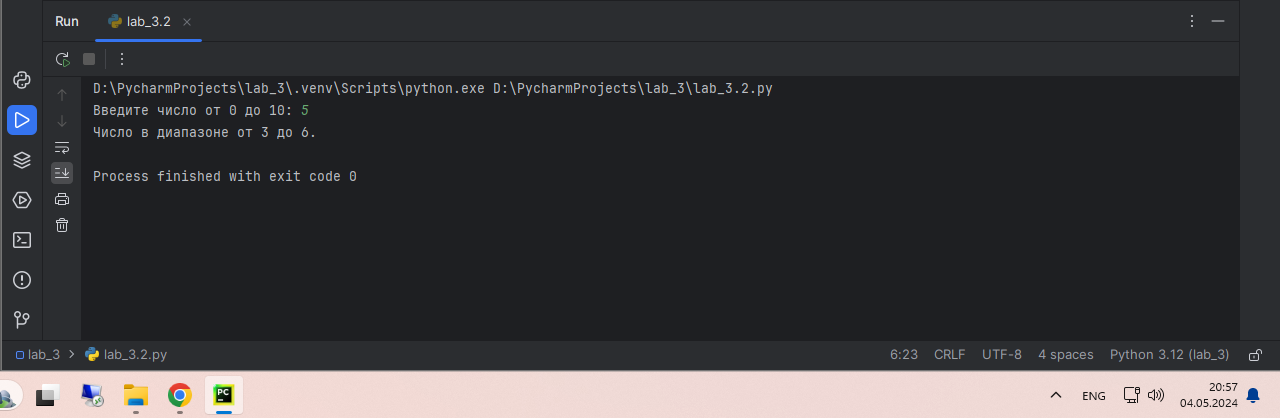 Run lab_3.2
D:\PycharmProjects\lab_3\.venv\Scripts\python.exe D:\PycharmProjects\lab_3\lab_3.2.py
Введите число от 0 до 10: 5
Число в диапазоне от 3 до 6.
Process finished with exit code 0
lab_3 > lab_3.2.py 6:23 CRLF UTF-8 4 spaces Python 3.12 (lab_3)
PC ENG 20:57
04.05.2024